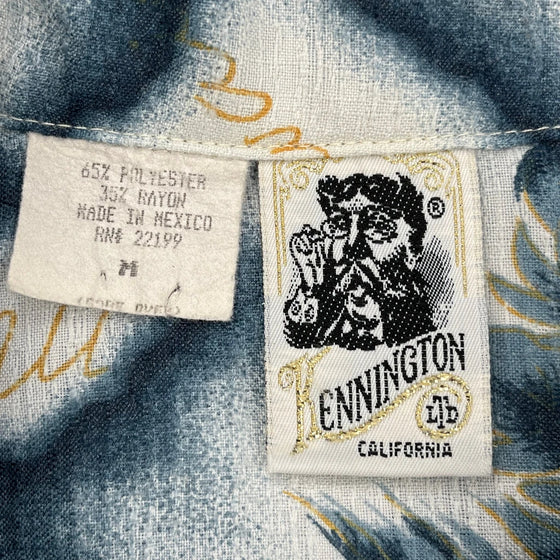 65% POLYESTER
35% RAYON
MADE IN MEXICO
RN# 22199
M
®
KENNINGTON
LTD
CALIFORNIA